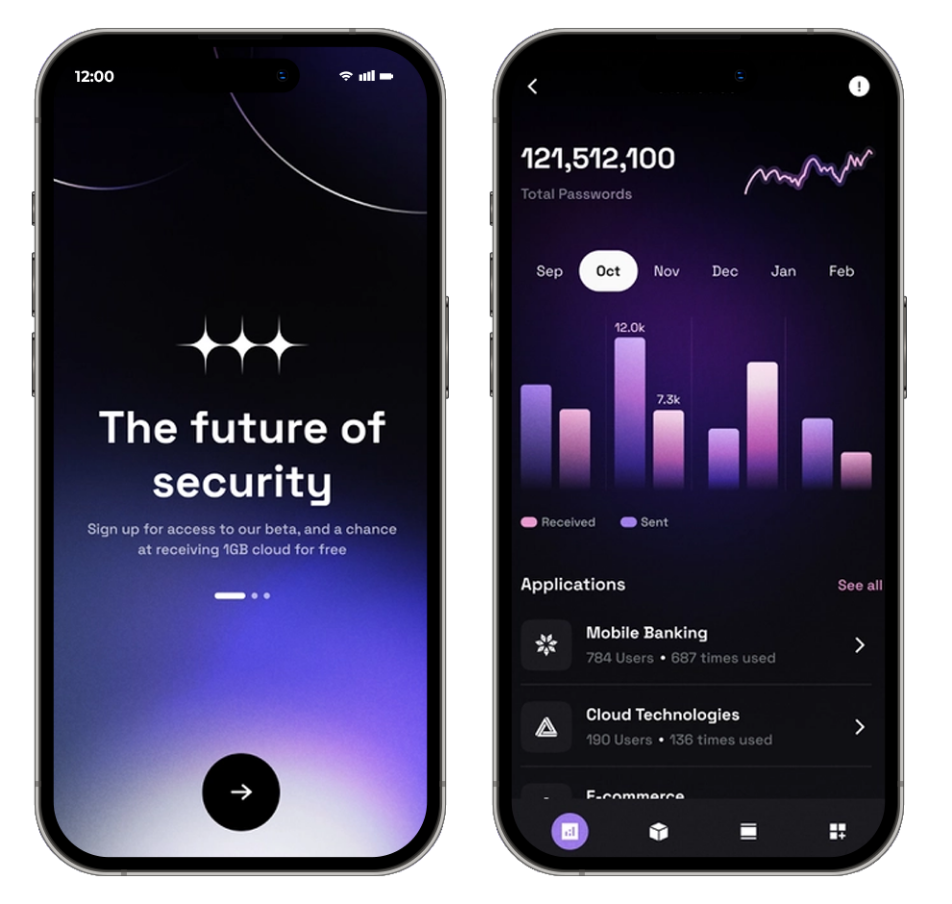 12:00
The future of
security
Sign up for access to our beta, and a chance
at receiving 1GB cloud for free
121,512,100
Total Passwords
Sep Oct Nov Dec Jan Feb
12.0k
7.3k
Received Sent
Applications See all
Mobile Banking
784 Users • 687 times used
Cloud Technologies
190 Users • 136 times used
E-commerce